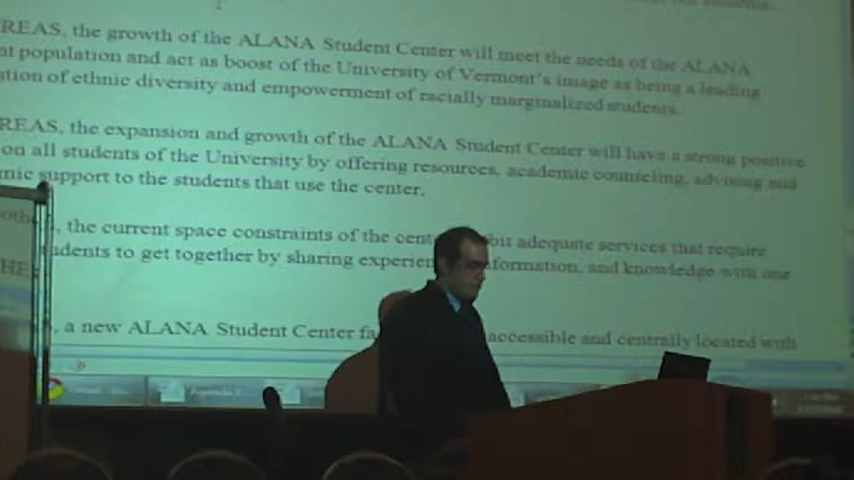 REAS, the growth of the ALANA Student Center will meet the needs of the ALANA
at population and act as boost of the University of Vermont's image as being a leading
ation of ethnic diversity and empowerment of racially marginalized students.
REAS, the expansion and growth of the ALANA Student Center will have a strong positive
on all students of the University by offering resources, academic counseling, advising and
mic support to the students that use the center.
the current space constraints of the cent bit adequate services that require
udents to get together by sharing experien formation, and knowledge with one
HE
, a new ALANA Student Center fa accessible and centrally located with